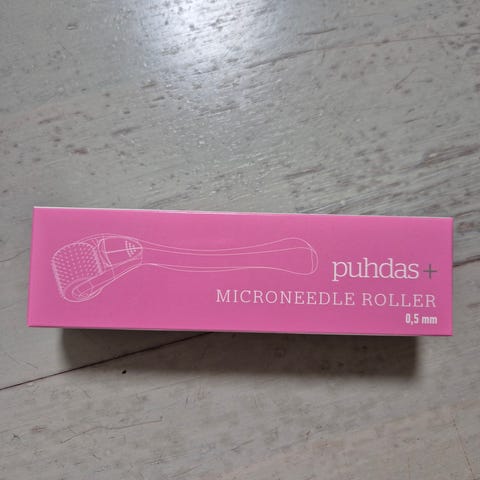 puhdas+
MICRONEEDLE ROLLER
0,5 mm